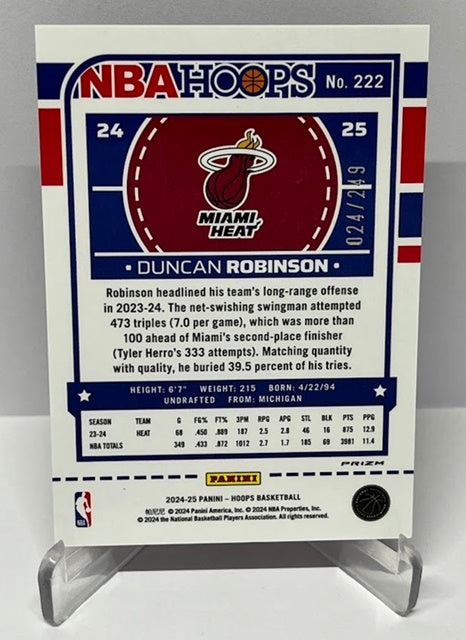 NBA HOOPS No. 222
24 25
MIAMI
HEAT
024/249
• DUNCAN ROBINSON •
Robinson headlined his team's long-range offense
in 2023-24. The net-swishing swingman attempted
473 triples (7.0 per game), which was more than
100 ahead of Miami's second-place finisher
(Tyler Herro's 333 attempts). Matching quantity
with quality, he buried 39.5 percent of his tries.
HEIGHT: 6'7" WEIGHT: 215 BORN: 4/22/94
UNDRAFTED FROM: MICHIGAN
SEASON TEAM G FG% FT% 3PM RPG APG STL BLK PTS PPG
23-24 HEAT 68 .450 .889 187 2.5 2.8 46 16 875 12.9
NBA TOTALS 349 .433 .872 1012 2.7 1.7 185 69 3981 11.4
PRIZM
PANINI
2024-25 PANINI – HOOPS BASKETBALL
帕尼尼 © 2024 Panini America, Inc. © 2024 NBA Properties, Inc.
© 2024 the National Basketball Players Association. All rights reserved.
NBA